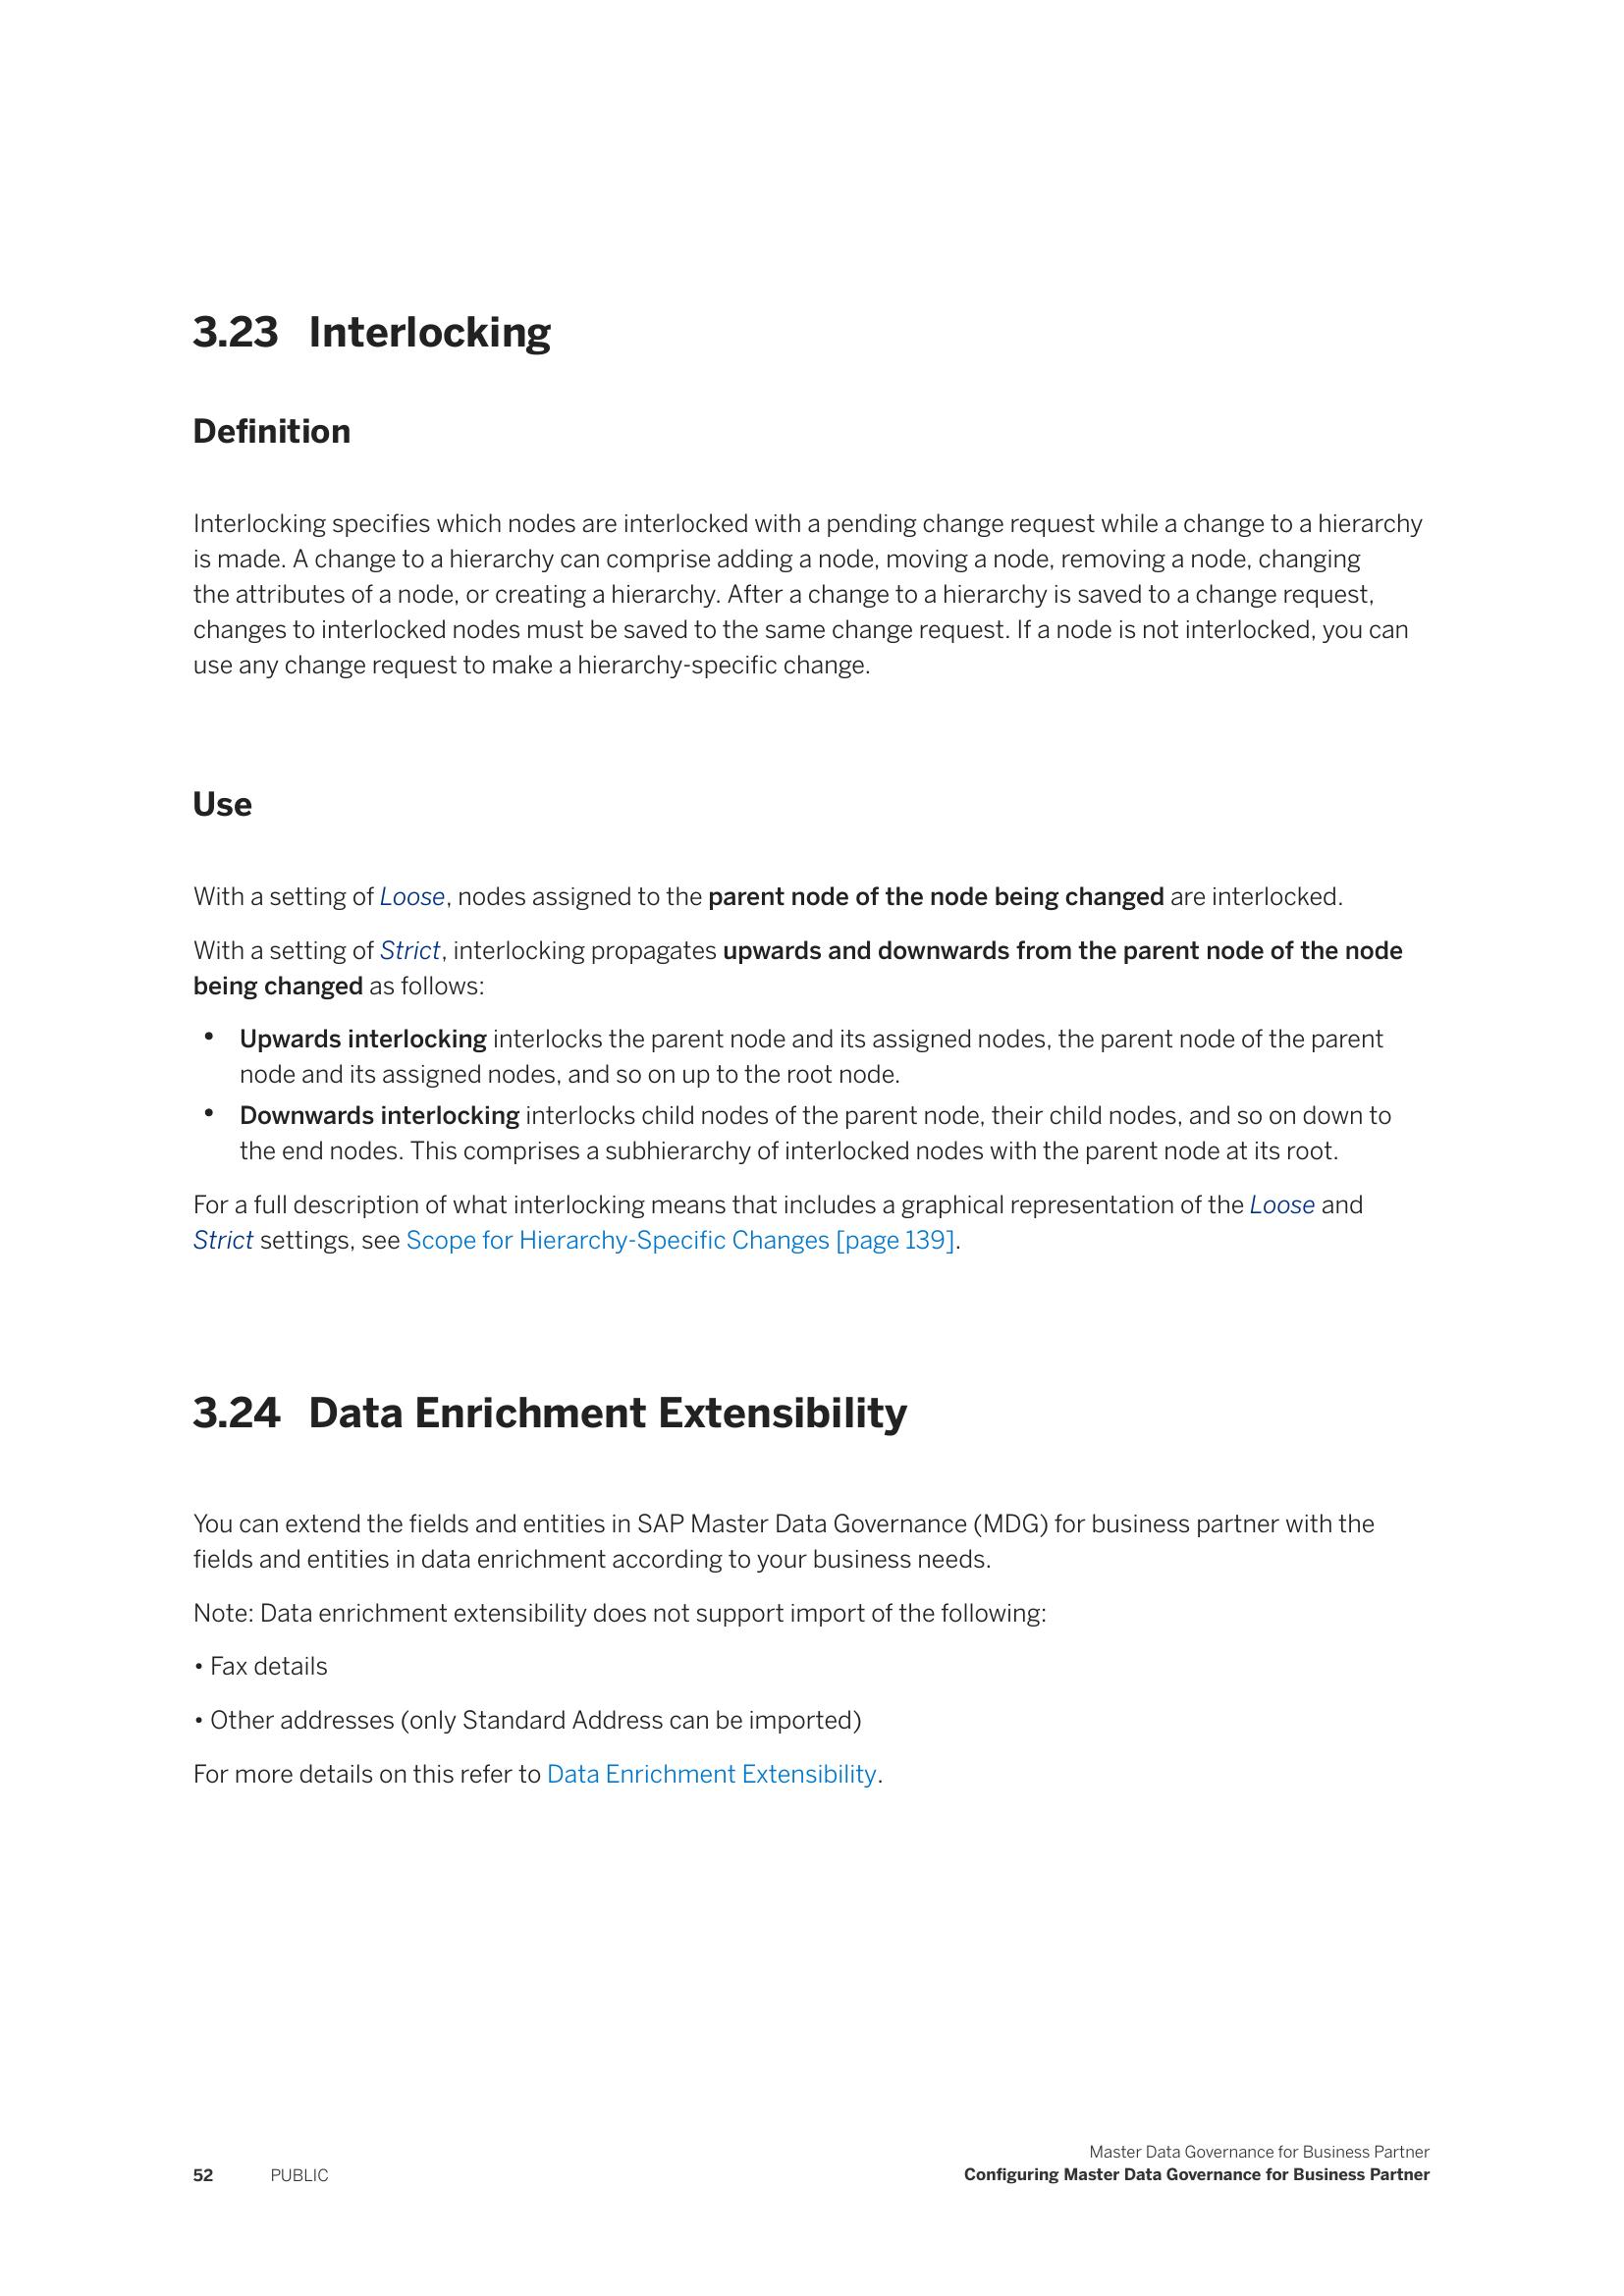 3.23 Interlocking
Definition
Interlocking specifies which nodes are interlocked with a pending change request while a change to a hierarchy
is made. A change to a hierarchy can comprise adding a node, moving a node, removing a node, changing
the attributes of a node, or creating a hierarchy. After a change to a hierarchy is saved to a change request,
changes to interlocked nodes must be saved to the same change request. If a node is not interlocked, you can
use any change request to make a hierarchy-specific change.
Use
With a setting of Loose, nodes assigned to the parent node of the node being changed are interlocked.
With a setting of Strict, interlocking propagates upwards and downwards from the parent node of the node
being changed as follows:
• Upwards interlocking interlocks the parent node and its assigned nodes, the parent node of the parent
node and its assigned nodes, and so on up to the root node.
• Downwards interlocking interlocks child nodes of the parent node, their child nodes, and so on down to
the end nodes. This comprises a subhierarchy of interlocked nodes with the parent node at its root.
For a full description of what interlocking means that includes a graphical representation of the Loose and
Strict settings, see Scope for Hierarchy-Specific Changes [page 139].
3.24 Data Enrichment Extensibility
You can extend the fields and entities in SAP Master Data Governance (MDG) for business partner with the
fields and entities in data enrichment according to your business needs.
Note: Data enrichment extensibility does not support import of the following:
• Fax details
• Other addresses (only Standard Address can be imported)
For more details on this refer to Data Enrichment Extensibility.
Master Data Governance for Business Partner
52 PUBLIC Configuring Master Data Governance for Business Partner